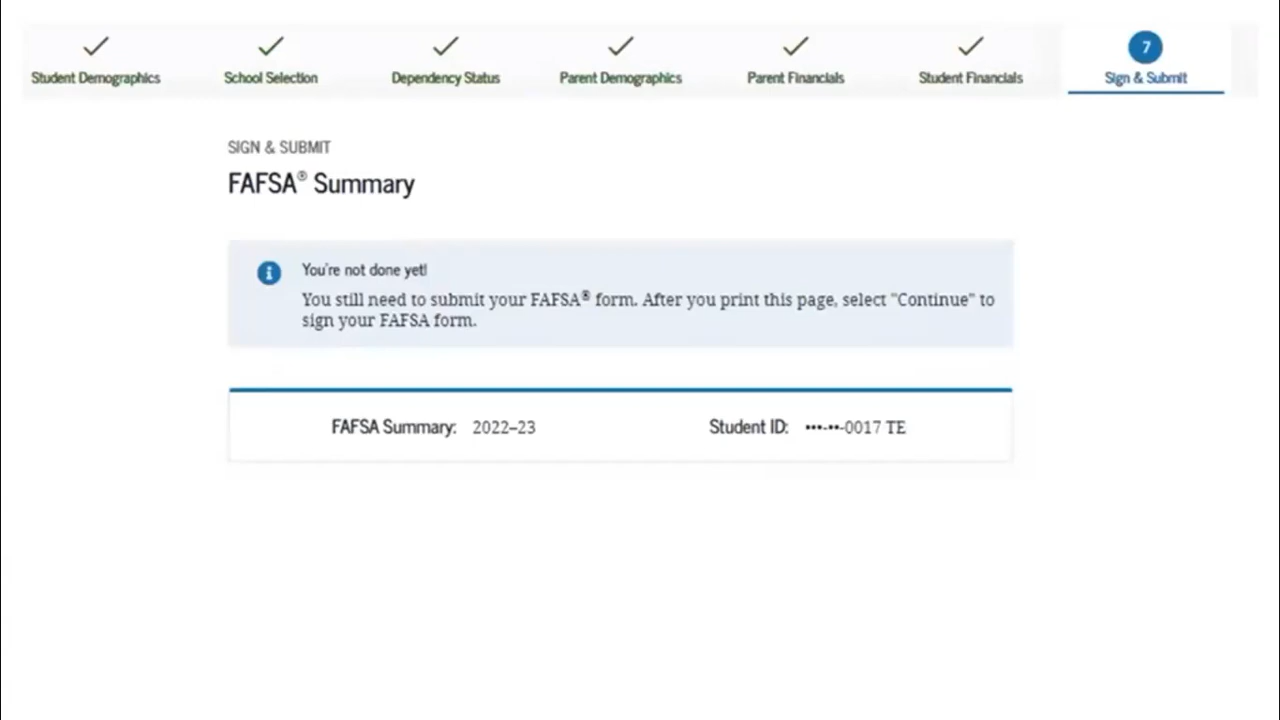 Student Demographics School Selection Dependency Status Parent Demographics Parent Financials Student Financials 7 Sign & Submit
SIGN & SUBMIT
FAFSA® Summary
You're not done yet!
You still need to submit your FAFSA® form. After you print this page, select "Continue" to
sign your FAFSA form.
FAFSA Summary: 2022–23 Student ID: •••-••-0017 TE